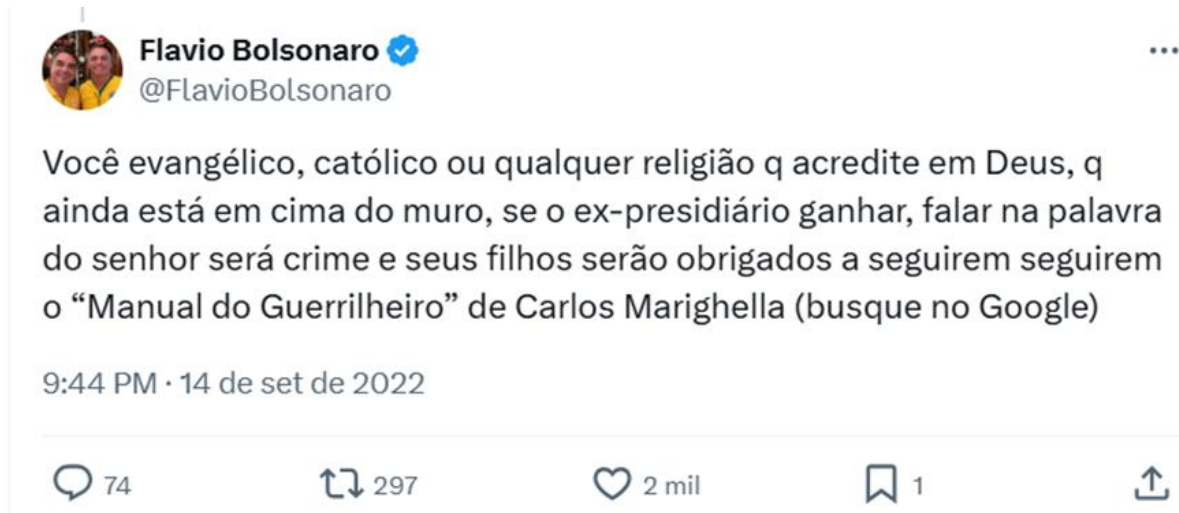 Flavio Bolsonaro
@FlavioBolsonaro
Você evangélico, católico ou qualquer religião q acredite em Deus, q
ainda está em cima do muro, se o ex-presidiário ganhar, falar na palavra
do senhor será crime e seus filhos serão obrigados a seguirem seguirem
o “Manual do Guerrilheiro” de Carlos Marighella (busque no Google)
9:44 PM · 14 de set de 2022
74 297 2 mil 1